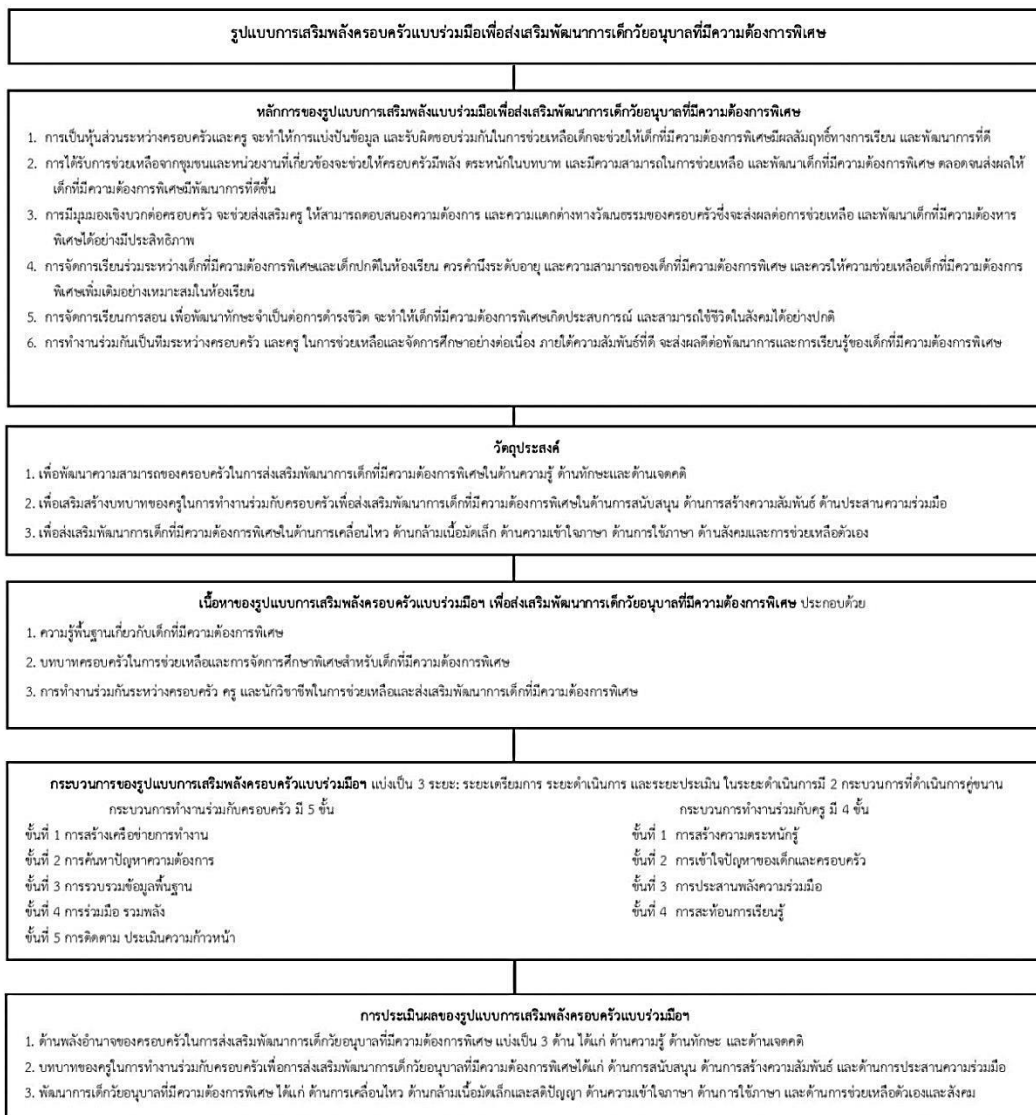 รูปแบบการเสริมพลังครอบครัวแบบร่วมมือเพื่อส่งเสริมพัฒนาการเด็กวัยอนุบาลที่มีความต้องการพิเศษ
หลักการของรูปแบบการเสริมพลังแบบร่วมมือเพื่อส่งเสริมพัฒนาการเด็กวัยอนุบาลที่มีความต้องการพิเศษ
1. การเป็นหุ้นส่วนระหว่างครอบครัวและครู จะทำให้การแบ่งปันข้อมูล และรับผิดชอบร่วมกันในการช่วยเหลือเด็กจะช่วยให้เด็กที่มีความต้องการพิเศษมีผลสัมฤทธิ์ทางการเรียน และพัฒนาการที่ดี
2. การได้รับการช่วยเหลือจากชุมชนและหน่วยงานที่เกี่ยวข้องจะช่วยให้ครอบครัวมีพลัง ตระหนักในบทบาท และมีความสามารถในการช่วยเหลือ และพัฒนาเด็กที่มีความต้องการพิเศษ ตลอดจนส่งผลให้
เด็กที่มีความต้องการพิเศษมีพัฒนาการที่ดีขึ้น
3. การมีมุมมองเชิงบวกต่อครอบครัว จะช่วยส่งเสริมครู ให้สามารถตอบสนองความต้องการ และความแตกต่างทางวัฒนธรรมของครอบครัวซึ่งจะส่งผลต่อการช่วยเหลือ และพัฒนาเด็กที่มีความต้องหาร
พิเศษได้อย่างมีประสิทธิภาพ
4. การจัดการเรียนร่วมระหว่างเด็กที่มีความต้องการพิเศษและเด็กปกติในห้องเรียน ควรคำนึงระดับอายุ และความสามารถของเด็กที่มีความต้องการพิเศษ และควรให้ความช่วยเหลือเด็กที่มีความต้องการ
พิเศษเพิ่มเติมอย่างเหมาะสมในห้องเรียน
5. การจัดการเรียนการสอน เพื่อพัฒนาทักษะจำเป็นต่อการดำรงชีวิต จะทำให้เด็กที่มีความต้องการพิเศษเกิดประสบการณ์ และสามารถใช้ชีวิตในสังคมได้อย่างปกติ
6. การทำงานร่วมกันเป็นทีมระหว่างครอบครัว และครู ในการช่วยเหลือและจัดการศึกษาอย่างต่อเนื่อง ภายใต้ความสัมพันธ์ที่ดี จะส่งผลดีต่อพัฒนาการและการเรียนรู้ของเด็กที่มีความต้องการพิเศษ
วัตถุประสงค์
1. เพื่อพัฒนาความสามารถของครอบครัวในการส่งเสริมพัฒนาการเด็กที่มีความต้องการพิเศษในด้านความรู้ ด้านทักษะและด้านเจตคติ
2. เพื่อเสริมสร้างบทบาทของครูในการทำงานร่วมกับครอบครัวเพื่อส่งเสริมพัฒนาการเด็กที่มีความต้องการพิเศษในด้านการสนับสนุน ด้านการสร้างความสัมพันธ์ ด้านประสานความร่วมมือ
3. เพื่อส่งเสริมพัฒนาการเด็กที่มีความต้องการพิเศษในด้านการเคลื่อนไหว ด้านกล้ามเนื้อมัดเล็ก ด้านความเข้าใจภาษา ด้านการใช้ภาษา ด้านสังคมและการช่วยเหลือตัวเอง
เนื้อหาของรูปแบบการเสริมพลังครอบครัวแบบร่วมมือฯ เพื่อส่งเสริมพัฒนาการเด็กวัยอนุบาลที่มีความต้องการพิเศษ ประกอบด้วย
1. ความรู้พื้นฐานเกี่ยวกับเด็กที่มีความต้องการพิเศษ
2. บทบาทครอบครัวในการช่วยเหลือและการจัดการศึกษาพิเศษสำหรับเด็กที่มีความต้องการพิเศษ
3. การทำงานร่วมกันระหว่างครอบครัว ครู และนักวิชาชีพในการช่วยเหลือและส่งเสริมพัฒนาการเด็กที่มีความต้องการพิเศษ
กระบวนการของรูปแบบการเสริมพลังครอบครัวแบบร่วมมือฯ แบ่งเป็น 3 ระยะ: ระยะเตรียมการ ระยะดำเนินการ และระยะประเมิน ในระยะดำเนินการมี 2 กระบวนการที่ดำเนินการคู่ขนาน
กระบวนการทำงานร่วมกับครอบครัว มี 5 ขั้น
ขั้นที่ 1 การสร้างเครือข่ายการทำงาน
ขั้นที่ 2 การค้นหาปัญหาความต้องการ
ขั้นที่ 3 การรวบรวมข้อมูลพื้นฐาน
ขั้นที่ 4 การร่วมมือ รวมพลัง
ขั้นที่ 5 การติดตาม ประเมินความก้าวหน้า
กระบวนการทำงานร่วมกับครู มี 4 ขั้น
ขั้นที่ 1 การสร้างความตระหนักรู้
ขั้นที่ 2 การเข้าใจปัญหาของเด็กและครอบครัว
ขั้นที่ 3 การประสานพลังความร่วมมือ
ขั้นที่ 4 การสะท้อนการเรียนรู้
การประเมินผลของรูปแบบการเสริมพลังครอบครัวแบบร่วมมือฯ
1. ด้านพลังอำนาจของครอบครัวในการส่งเสริมพัฒนาการเด็กวัยอนุบาลที่มีความต้องการพิเศษ แบ่งเป็น 3 ด้าน ได้แก่ ด้านความรู้ ด้านทักษะ และด้านเจตคติ
2. บทบาทของครูในการทำงานร่วมกับครอบครัวเพื่อการส่งเสริมพัฒนาการเด็กวัยอนุบาลที่มีความต้องการพิเศษได้แก่ ด้านการสนับสนุน ด้านการสร้างความสัมพันธ์ และด้านการประสานความร่วมมือ
3. พัฒนาการเด็กวัยอนุบาลที่มีความต้องการพิเศษ ได้แก่ ด้านการเคลื่อนไหว ด้านกล้ามเนื้อมัดเล็กและสติปัญญา ด้านความเข้าใจภาษา ด้านการใช้ภาษา และด้านการช่วยเหลือตัวเองและสังคม